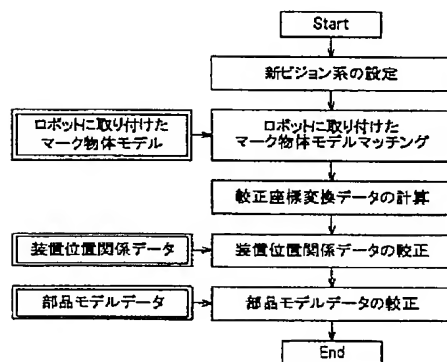 Start
新ビジョン系の設定
ロボットに取り付けた
マーク物体モデル
ロボットに取り付けた
マーク物体モデルマッチング
較正座標変換データの計算
装置位置関係データ
装置位置関係データの較正
部品モデルデータ
部品モデルデータの較正
End